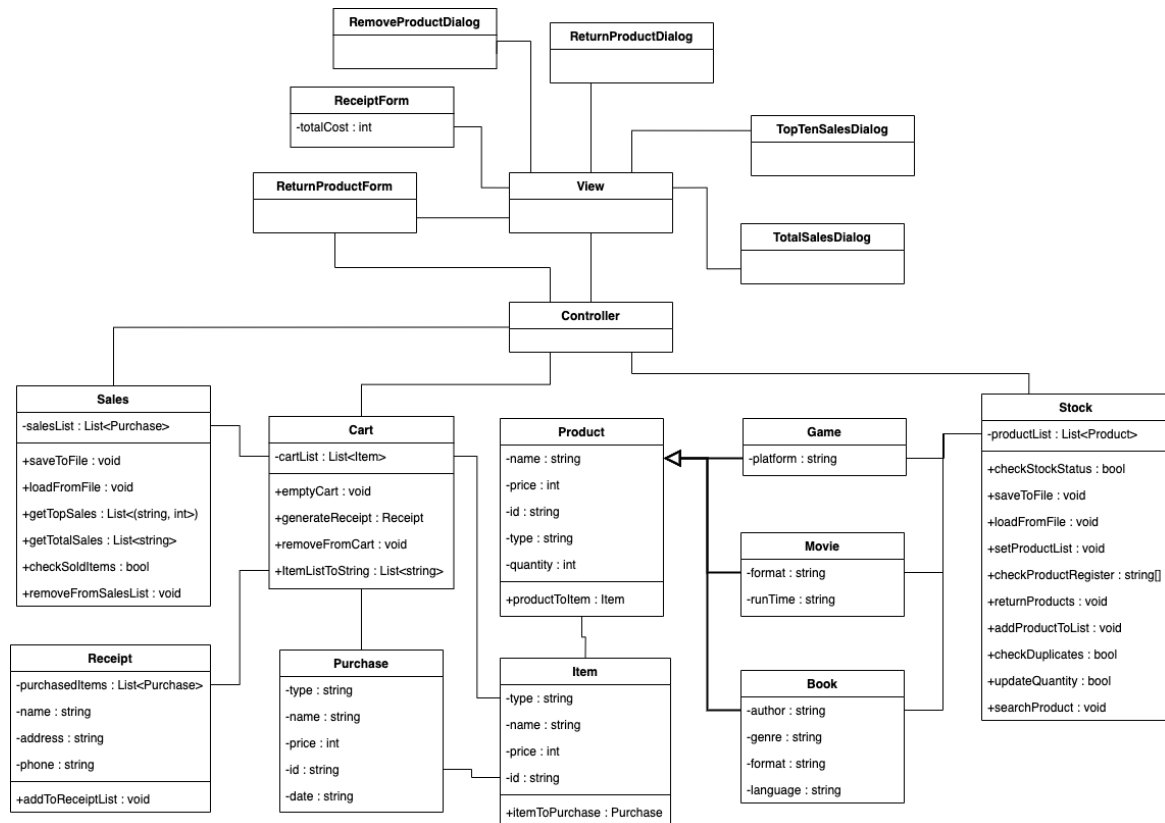 RemoveProductDialog
ReturnProductDialog
ReceiptForm
-totalCost : int
TopTenSalesDialog
ReturnProductForm
View
TotalSalesDialog
Controller
Sales
-salesList : List<Purchase>
+saveToFile : void
+loadFromFile : void
+getTopSales : List<(string, int>)
+getTotalSales : List<string>
+checkSoldItems : bool
+removeFromSalesList : void
Cart
-cartList : List<Item>
+emptyCart : void
+generateReceipt : Receipt
+removeFromCart : void
+ItemListToString : List<string>
Product
-name : string
-price : int
-id : string
-type : string
-quantity : int
+productToItem : Item
Game
-platform : string
Movie
-format : string
-runTime : string
Book
-author : string
-genre : string
-format : string
-language : string
Stock
-productList : List<Product>
+checkStockStatus : bool
+saveToFile : void
+loadFromFile : void
+setProductList : void
+checkProductRegister : string[]
+returnProducts : void
+addProductToList : void
+checkDuplicates : bool
+updateQuantity : bool
+searchProduct : void
Receipt
-purchasedItems : List<Purchase>
-name : string
-address : string
-phone : string
+addToReceiptList : void
Purchase
-type : string
-name : string
-price : int
-id : string
-date : string
Item
-type : string
-name : string
-price : int
-id : string
+itemToPurchase : Purchase